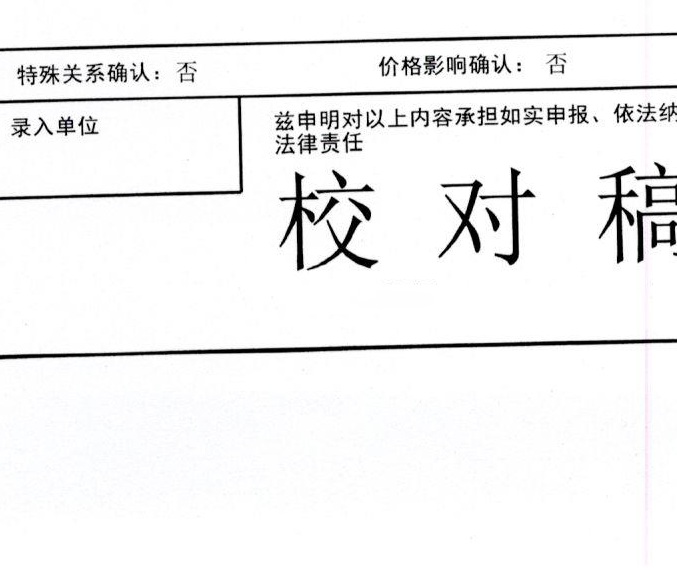 特殊关系确认：否 价格影响确认：否
录入单位
兹申明对以上内容承担如实申报、依法纳
法律责任
校对稿